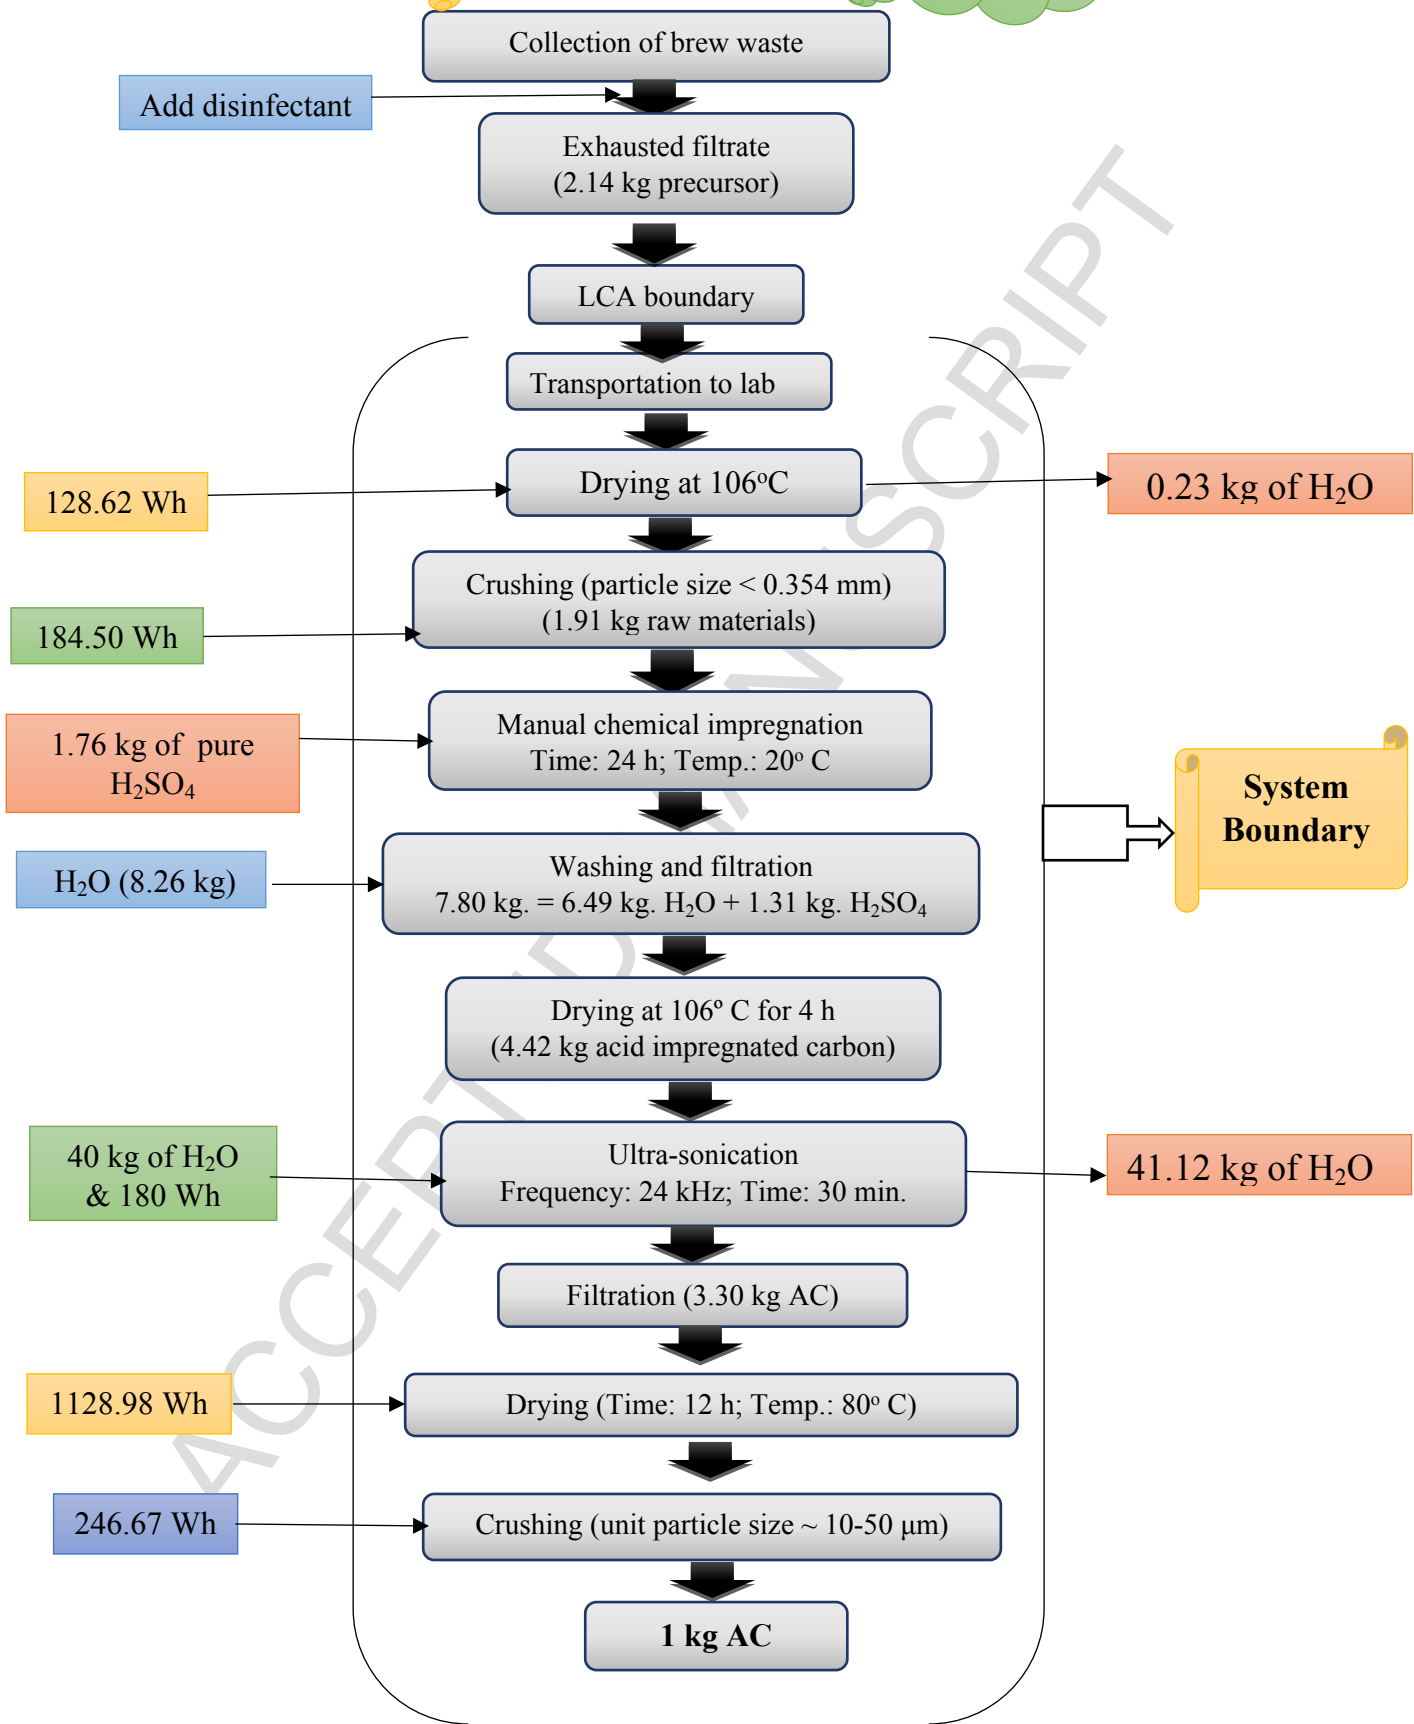 Collection of brew waste
Add disinfectant
Exhausted filtrate
(2.14 kg precursor)
LCA boundary
Transportation to lab
128.62 Wh
Drying at 106ºC
0.23 kg of H₂O
Crushing (particle size < 0.354 mm)
(1.91 kg raw materials)
184.50 Wh
1.76 kg of pure
H₂SO₄
Manual chemical impregnation
Time: 24 h; Temp.: 20º C
System
Boundary
H₂O (8.26 kg)
Washing and filtration
7.80 kg. = 6.49 kg. H₂O + 1.31 kg. H₂SO₄
Drying at 106º C for 4 h
(4.42 kg acid impregnated carbon)
40 kg of H₂O
& 180 Wh
Ultra-sonication
Frequency: 24 kHz; Time: 30 min.
41.12 kg of H₂O
Filtration (3.30 kg AC)
1128.98 Wh
Drying (Time: 12 h; Temp.: 80º C)
246.67 Wh
Crushing (unit particle size ~ 10-50 μm)
1 kg AC
ACCEPTED MANUSCRIPT